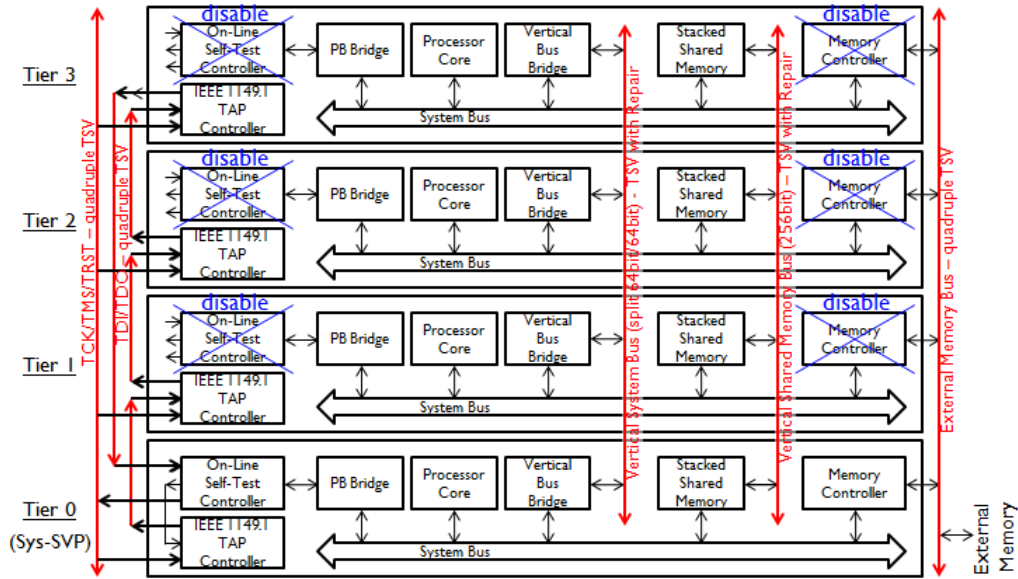 disable
disable
On-Line
Self-Test
Controller
PB Bridge
Processor
Core
Vertical
Bus
Bridge
Stacked
Shared
Memory
Memory
Controller
Tier 3
IEEE 1149.1
TAP
Controller
System Bus
disable
disable
On-Line
Self-Test
Controller
PB Bridge
Processor
Core
Vertical
Bus
Bridge
Stacked
Shared
Memory
Memory
Controller
Tier 2
IEEE 1149.1
TAP
Controller
System Bus
disable
disable
On-Line
Self-Test
Controller
PB Bridge
Processor
Core
Vertical
Bus
Bridge
Stacked
Shared
Memory
Memory
Controller
Tier 1
IEEE 1149.1
TAP
Controller
System Bus
On-Line
Self-Test
Controller
PB Bridge
Processor
Core
Vertical
Bus
Bridge
Stacked
Shared
Memory
Memory
Controller
Tier 0
(Sys-SVP)
IEEE 1149.1
TAP
Controller
System Bus
TCK/TMS/TRST – quadruple TSV
TDI/TDO – quadruple TSV
Vertical System Bus (split 64bit/64bit) - TSV with Repair
Vertical Shared Memory Bus (256bit) – TSV with Repair
External Memory Bus – quadruple TSV
External
Memory